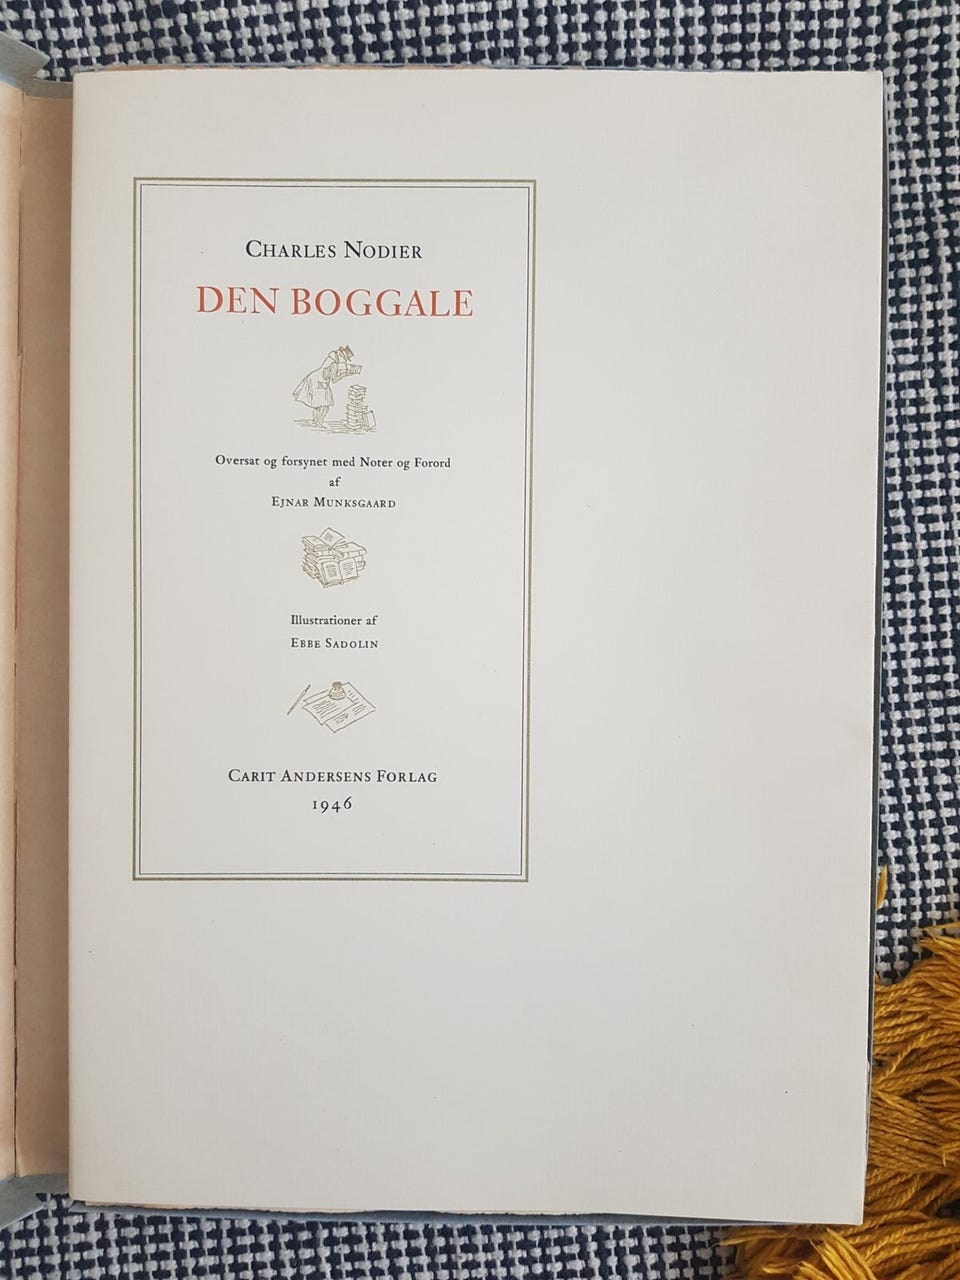 CHARLES NODIER
DEN BOGGALE
Oversat og forsynet med Noter og Forord
af
EJNAR MUNKSGAARD
Illustrationer af
EBBE SADOLIN
CARIT ANDERSENS FORLAG
1946